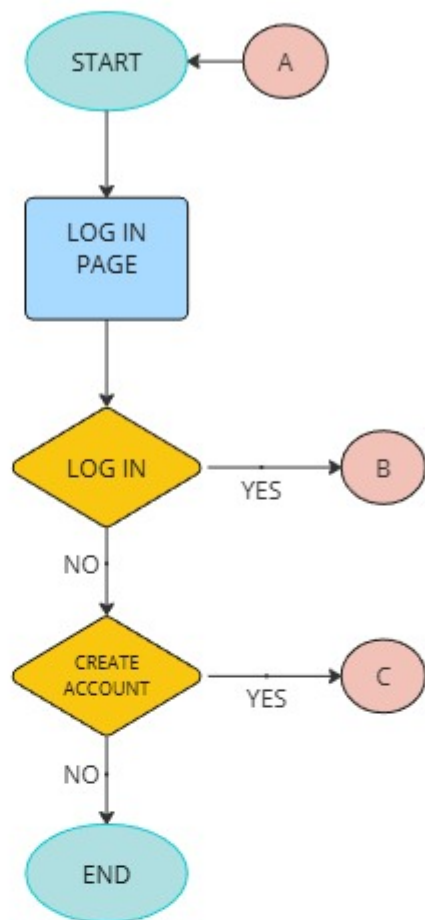 START
A
LOG IN
PAGE
LOG IN
YES
B
NO
CREATE
ACCOUNT
YES
C
NO
END